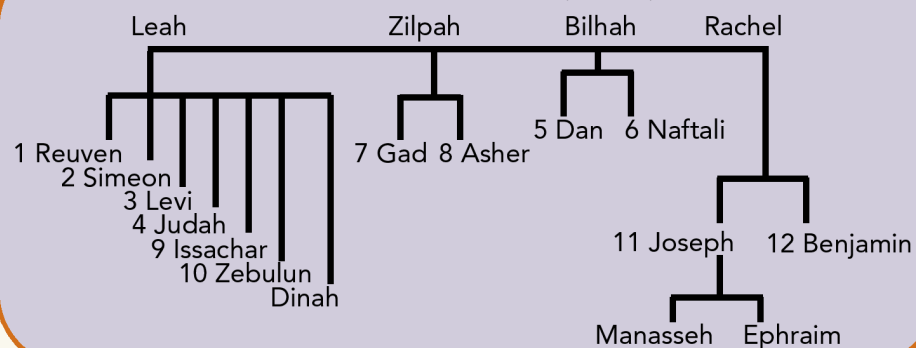 Leah Zilpah Bilhah Rachel
5 Dan 6 Naftali
1 Reuven 7 Gad 8 Asher
2 Simeon
3 Levi
4 Judah
11 Joseph 12 Benjamin
9 Issachar
10 Zebulun
Dinah
Manasseh Ephraim